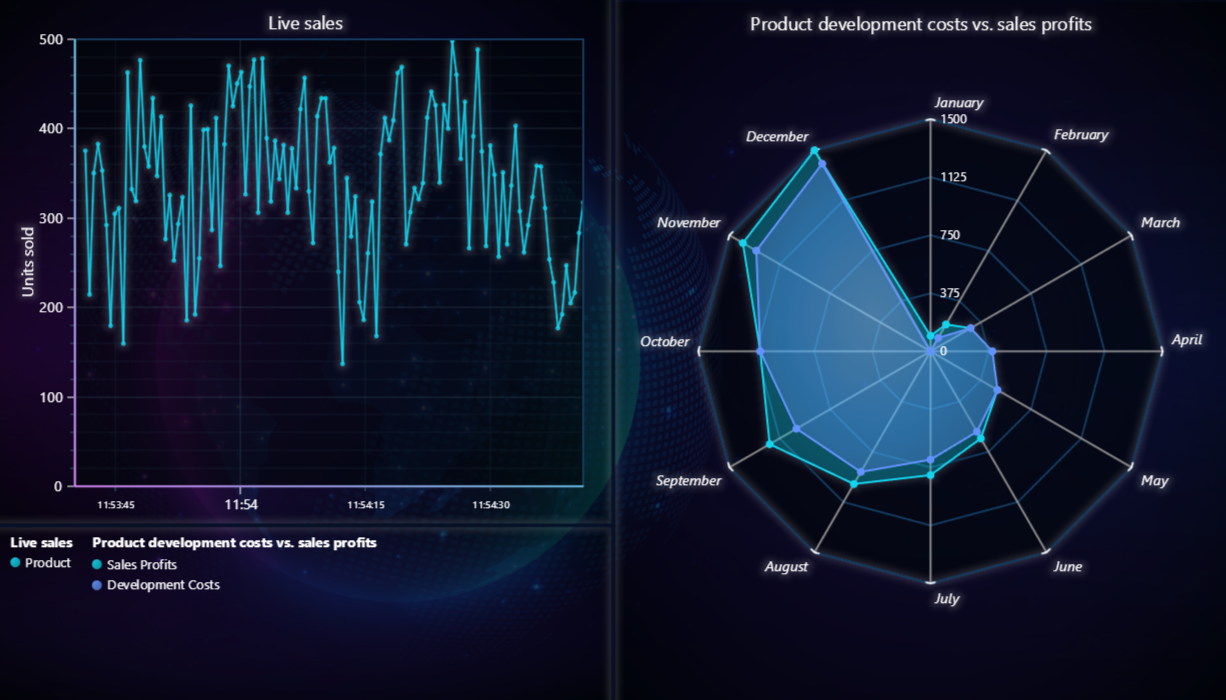 Live sales
500
400
300
200
100
0
Units sold
11:53:45
11:54
11:54:15
11:54:30
Live sales
Product
Product development costs vs. sales profits
Sales Profits
Development Costs
Product development costs vs. sales profits
January
February
March
April
May
June
July
August
September
October
November
December
1500
1125
750
375
0